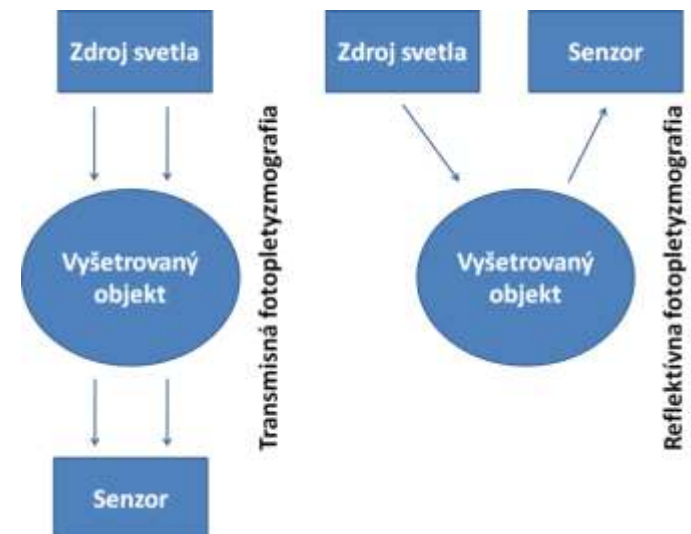 Zdroj svetla
Vyšetrovaný
objekt
Senzor
Transmisná fotopletyzmografia
Zdroj svetla
Senzor
Vyšetrovaný
objekt
Reflektívna fotopletyzmografia